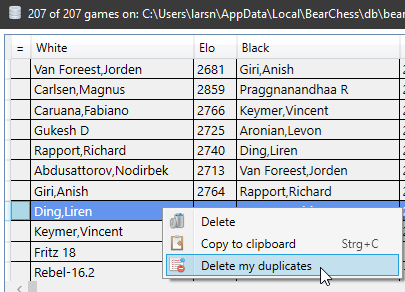 207 of 207 games on: C:\Users\larsn\AppData\Local\BearChess\db\bear
= White Elo Black
Van Foreest,Jorden 2681 Giri,Anish
Carlsen,Magnus 2859 Praggnanandhaa R
Caruana,Fabiano 2766 Keymer,Vincent
Gukesh D 2725 Aronian,Levon
Rapport,Richard 2740 Ding,Liren
Abdusattorov,Nodirbek 2713 Van Foreest,Jorden
Giri,Anish 2764 Rapport,Richard
Ding,Liren
Keymer,Vincent
Fritz 18
Rebel-16.2
Delete
Copy to clipboard Strg+C
Delete my duplicates